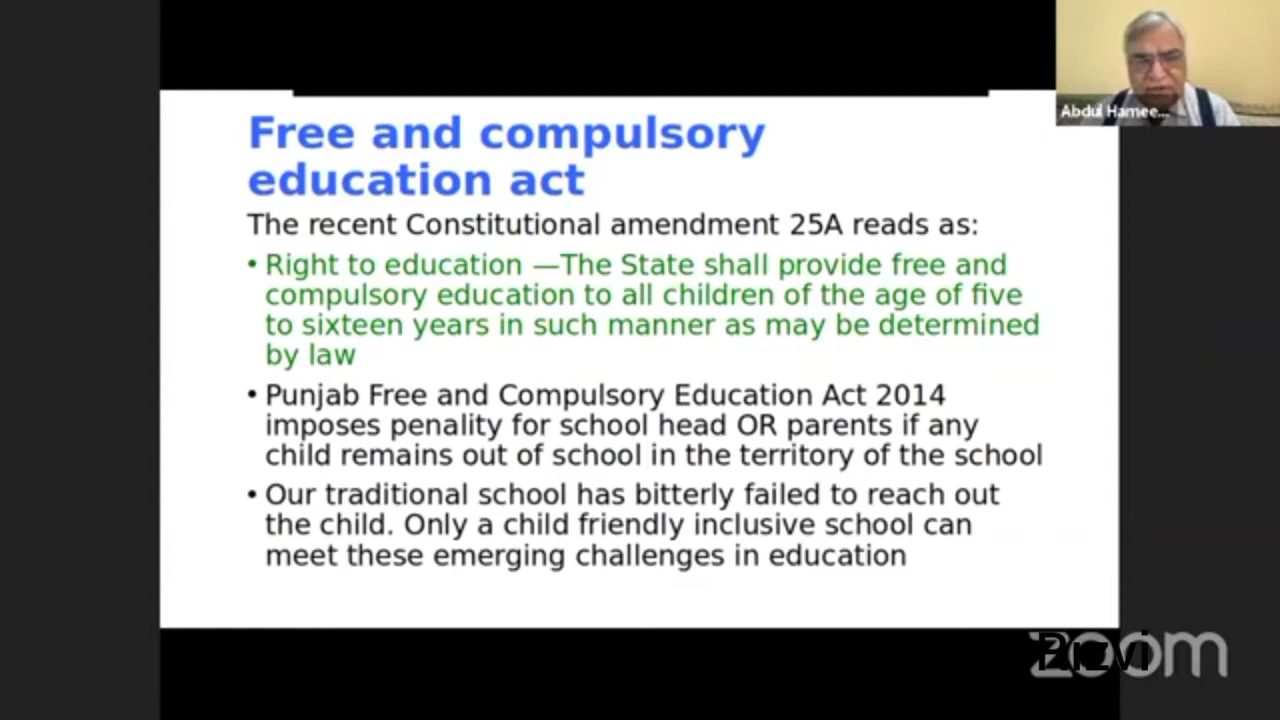 Free and compulsory
education act
The recent Constitutional amendment 25A reads as:
• Right to education —The State shall provide free and
compulsory education to all children of the age of five
to sixteen years in such manner as may be determined
by law
• Punjab Free and Compulsory Education Act 2014
imposes penality for school head OR parents if any
child remains out of school in the territory of the school
• Our traditional school has bitterly failed to reach out
the child. Only a child friendly inclusive school can
meet these emerging challenges in education
Abdul Hamee...
zoom